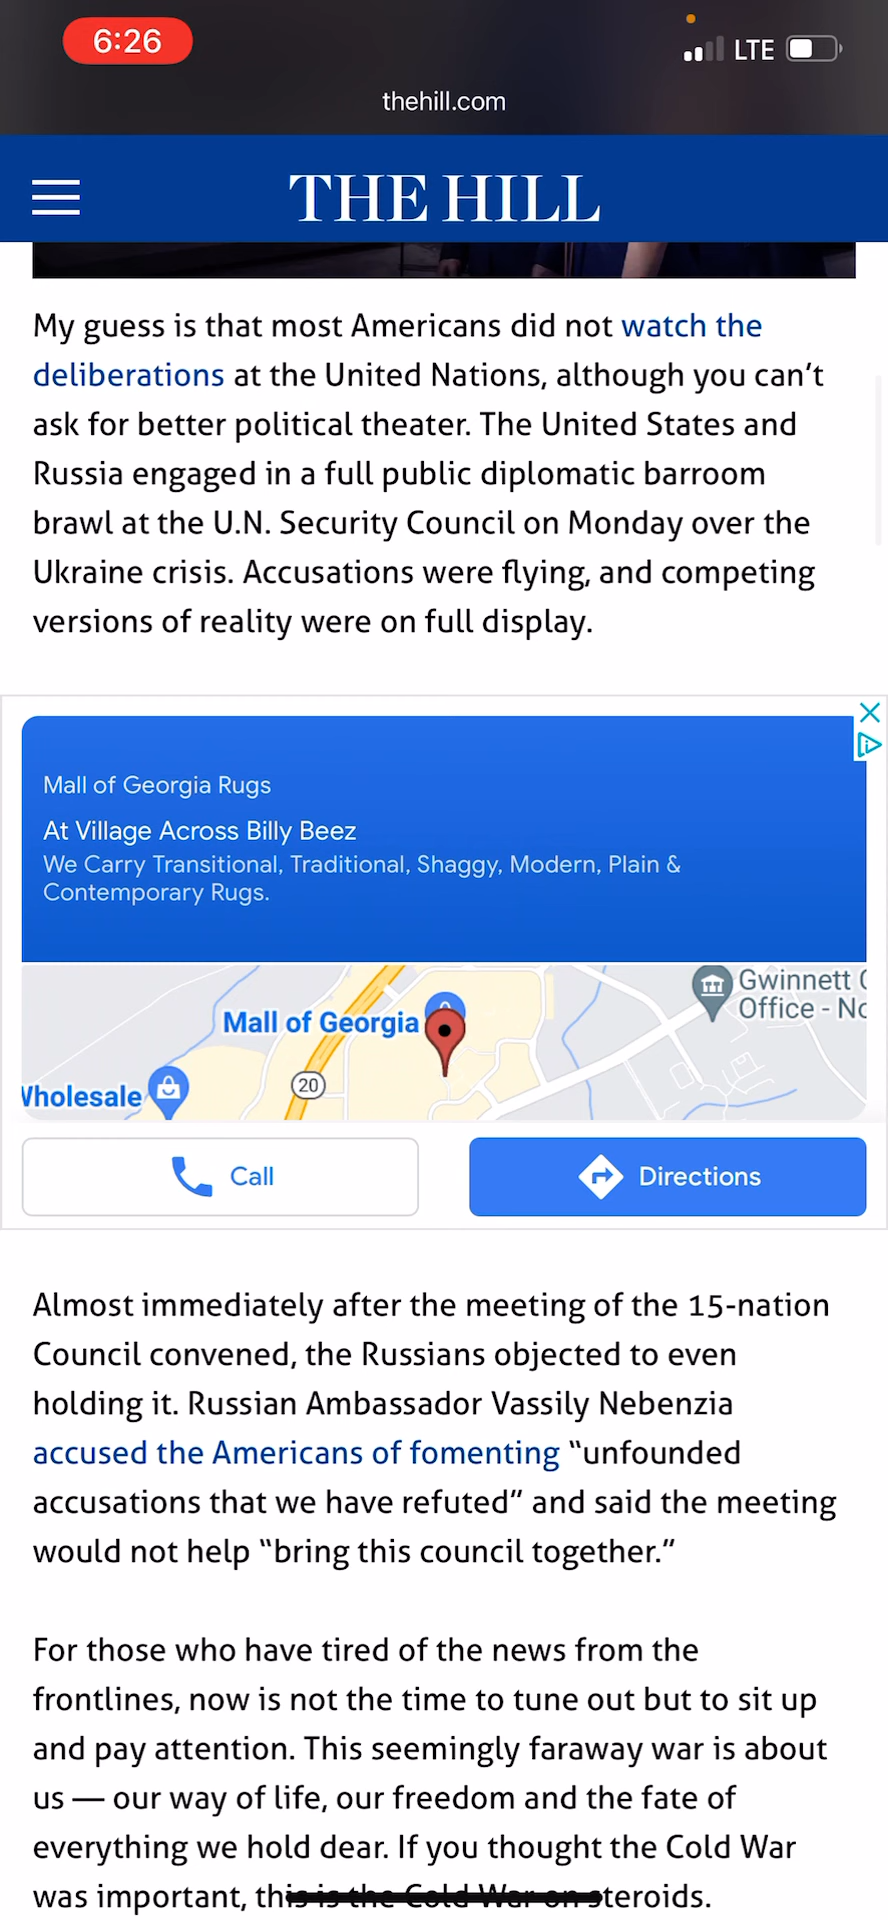 6:26
LTE
thehill.com
THE HILL
My guess is that most Americans did not watch the
deliberations at the United Nations, although you can’t
ask for better political theater. The United States and
Russia engaged in a full public diplomatic barroom
brawl at the U.N. Security Council on Monday over the
Ukraine crisis. Accusations were flying, and competing
versions of reality were on full display.
Mall of Georgia Rugs
At Village Across Billy Beez
We Carry Transitional, Traditional, Shaggy, Modern, Plain &
Contemporary Rugs.
Gwinnett C
Office - No
Mall of Georgia
20
Wholesale
Call
Directions
Almost immediately after the meeting of the 15-nation
Council convened, the Russians objected to even
holding it. Russian Ambassador Vassily Nebenzia
accused the Americans of fomenting “unfounded
accusations that we have refuted” and said the meeting
would not help “bring this council together.”
For those who have tired of the news from the
frontlines, now is not the time to tune out but to sit up
and pay attention. This seemingly faraway war is about
us — our way of life, our freedom and the fate of
everything we hold dear. If you thought the Cold War
was important, this is the Cold War on steroids.